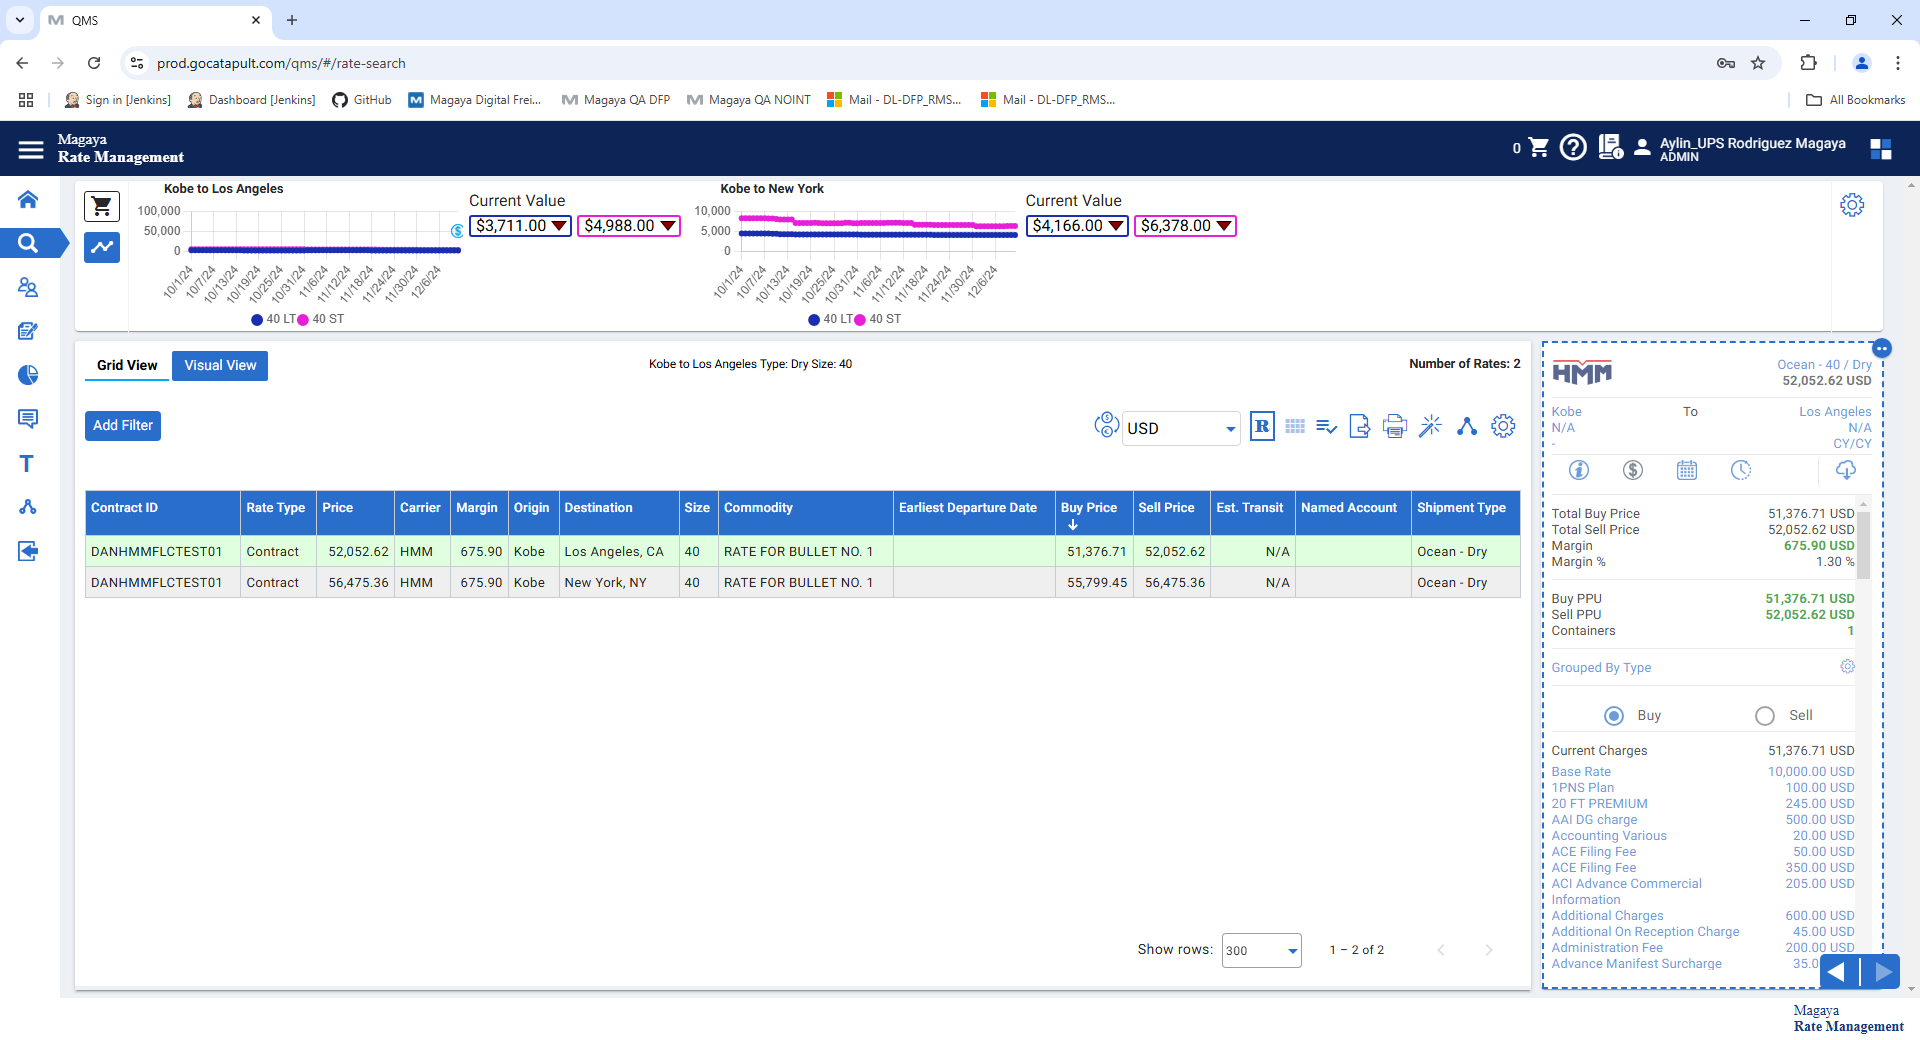 QMS
prod.gocatapult.com/qms/#/rate-search
Sign in [Jenkins]
Dashboard [Jenkins]
GitHub
Magaya Digital Frei...
Magaya QA DFP
Magaya QA NOINT
Mail - DL-DFP_RMS...
Mail - DL-DFP_RMS...
All Bookmarks
Magaya
Rate Management
0
Aylin_UPS Rodriguez Magaya
ADMIN
Kobe to Los Angeles
100,000
50,000
0
10/1/24
10/7/24
10/13/24
10/19/24
10/25/24
10/31/24
11/6/24
11/12/24
11/18/24
11/24/24
11/30/24
12/6/24
40 LT
40 ST
Current Value
$3,711.00
$4,988.00
Kobe to New York
10,000
5,000
0
10/1/24
10/7/24
10/13/24
10/19/24
10/25/24
10/31/24
11/6/24
11/12/24
11/18/24
11/24/24
11/30/24
12/6/24
40 LT
40 ST
Current Value
$4,166.00
$6,378.00
Grid View
Visual View
Kobe to Los Angeles Type: Dry Size: 40
Number of Rates: 2
Add Filter
USD
R
Contract ID Rate Type Price Carrier Margin Origin Destination Size Commodity Earliest Departure Date Buy Price Sell Price Est. Transit Named Account Shipment Type
DANHMMFLCTEST01 Contract 52,052.62 HMM 675.90 Kobe Los Angeles, CA 40 RATE FOR BULLET NO. 1 51,376.71 52,052.62 N/A Ocean - Dry
DANHMMFLCTEST01 Contract 56,475.36 HMM 675.90 Kobe New York, NY 40 RATE FOR BULLET NO. 1 55,799.45 56,475.36 N/A Ocean - Dry
Show rows: 300 1 – 2 of 2
HMM
Ocean - 40 / Dry
52,052.62 USD
Kobe To Los Angeles
N/A N/A
- CY/CY
Total Buy Price 51,376.71 USD
Total Sell Price 52,052.62 USD
Margin 675.90 USD
Margin % 1.30 %
Buy PPU 51,376.71 USD
Sell PPU 52,052.62 USD
Containers 1
Grouped By Type
Buy Sell
Current Charges 51,376.71 USD
Base Rate 10,000.00 USD
1PNS Plan 100.00 USD
20 FT PREMIUM 245.00 USD
AAI DG charge 500.00 USD
Accounting Various 20.00 USD
ACE Filing Fee 50.00 USD
ACE Filing Fee 350.00 USD
ACI Advance Commercial 205.00 USD
Information
Additional Charges 600.00 USD
Additional On Reception Charge 45.00 USD
Administration Fee 200.00 USD
Advance Manifest Surcharge 35.0
Magaya
Rate Management